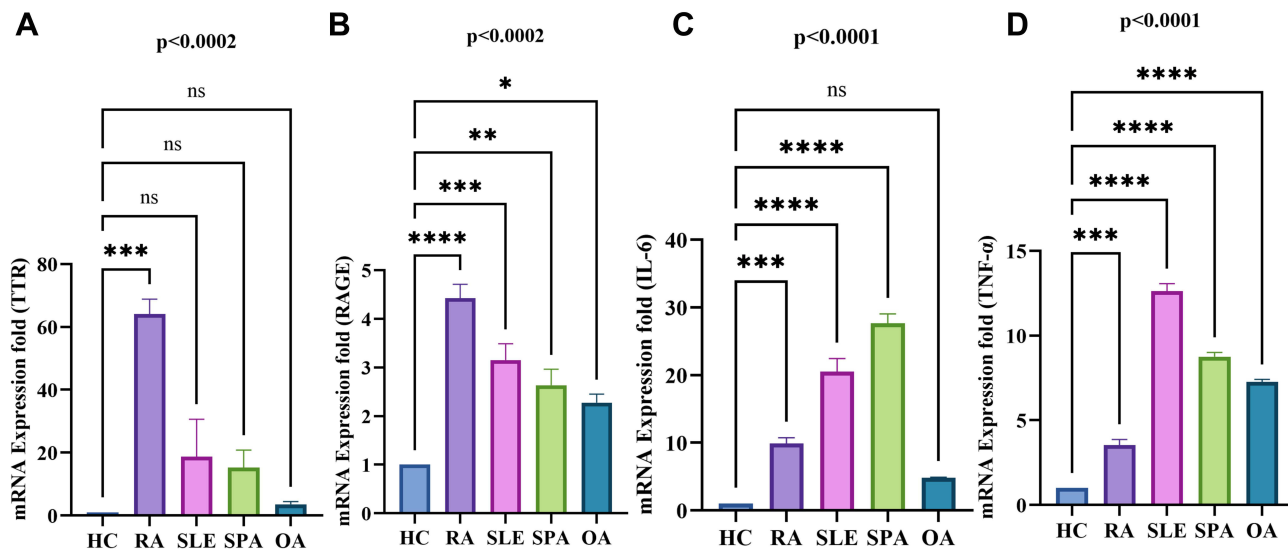 A
p<0.0002
ns
ns
ns
***
mRNA Expression fold (TTR)
80
60
40
20
0
HC RA SLE SPA OA
B
p<0.0002
*
**
***
****
mRNA Expression fold (RAGE)
5
4
3
2
1
0
HC RA SLE SPA OA
C
p<0.0001
ns
****
****
***
mRNA Expression fold (IL-6)
40
30
20
10
0
HC RA SLE SPA OA
D
p<0.0001
****
****
****
***
mRNA Expression fold (TNF-α)
15
10
5
0
HC RA SLE SPA OA